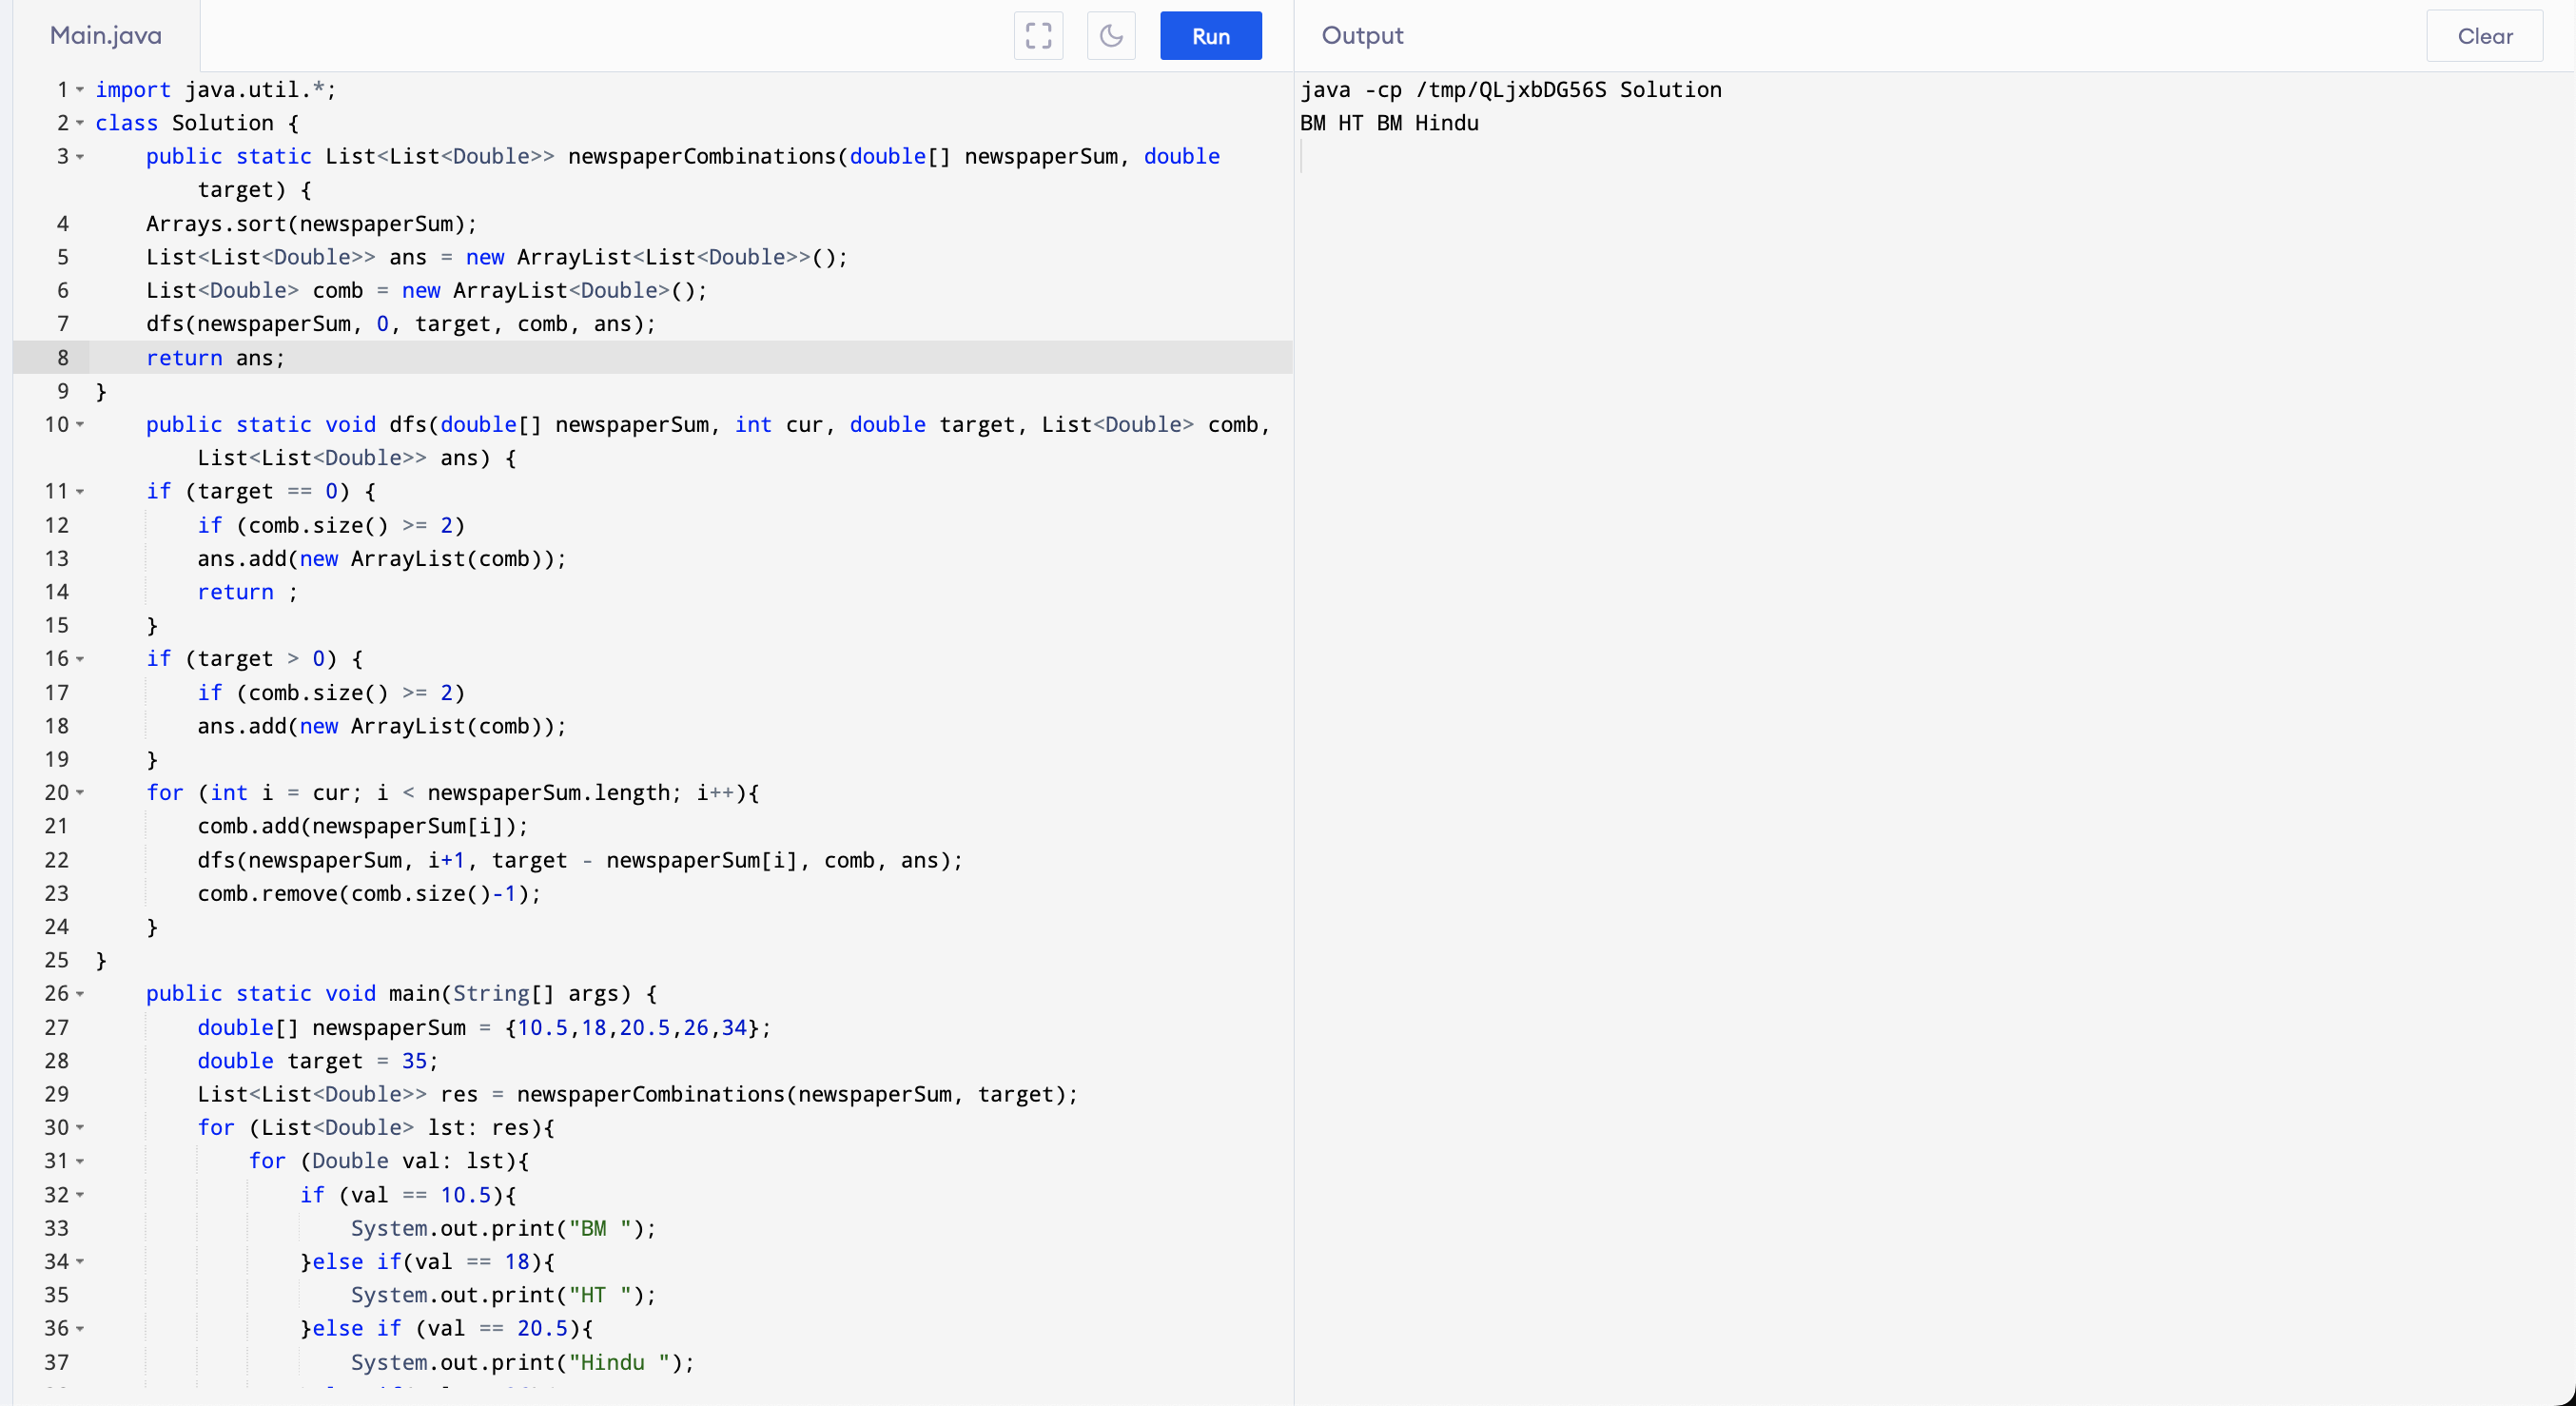 Main.java
Run
Output
Clear
1 import java.util.*;
2 class Solution {
3 public static List<List<Double>> newspaperCombinations(double[] newspaperSum, double
target) {
4 Arrays.sort(newspaperSum);
5 List<List<Double>> ans = new ArrayList<List<Double>>();
6 List<Double> comb = new ArrayList<Double>();
7 dfs(newspaperSum, 0, target, comb, ans);
8 return ans;
9 }
10 public static void dfs(double[] newspaperSum, int cur, double target, List<Double> comb,
List<List<Double>> ans) {
11 if (target == 0) {
12 if (comb.size() >= 2)
13 ans.add(new ArrayList(comb));
14 return ;
15 }
16 if (target > 0) {
17 if (comb.size() >= 2)
18 ans.add(new ArrayList(comb));
19 }
20 for (int i = cur; i < newspaperSum.length; i++){
21 comb.add(newspaperSum[i]);
22 dfs(newspaperSum, i+1, target - newspaperSum[i], comb, ans);
23 comb.remove(comb.size()-1);
24 }
25 }
26 public static void main(String[] args) {
27 double[] newspaperSum = {10.5,18,20.5,26,34};
28 double target = 35;
29 List<List<Double>> res = newspaperCombinations(newspaperSum, target);
30 for (List<Double> lst: res){
31 for (Double val: lst){
32 if (val == 10.5){
33 System.out.print("BM ");
34 }else if(val == 18){
35 System.out.print("HT ");
36 }else if (val == 20.5){
37 System.out.print("Hindu ");
java -cp /tmp/QLjxbDG56S Solution
BM HT BM Hindu